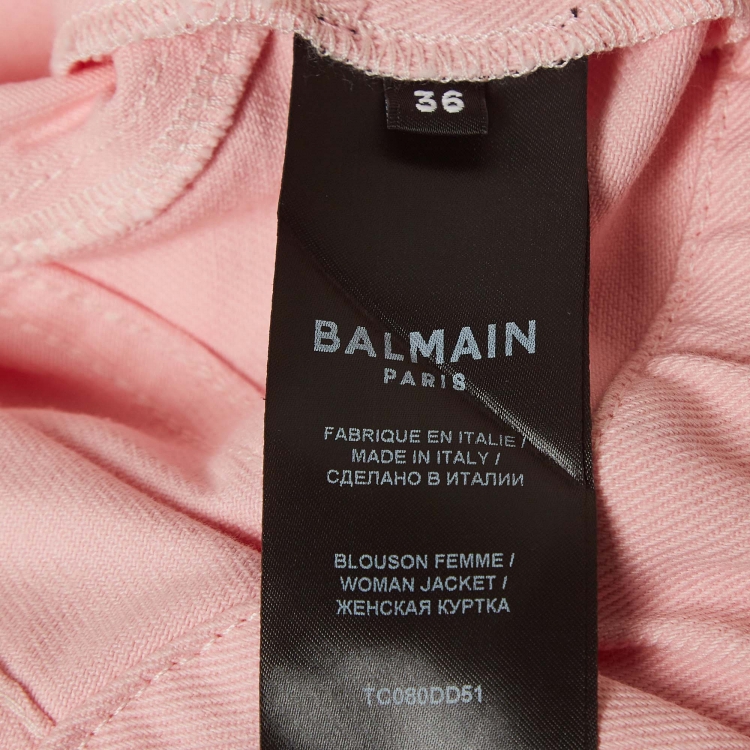 36
BALMAIN
PARIS
FABRIQUE EN ITALIE /
MADE IN ITALY /
СДЕЛАНО В ИТАЛИИ
BLOUSON FEMME /
WOMAN JACKET /
ЖЕНСКАЯ КУРТКА
TC080DD51